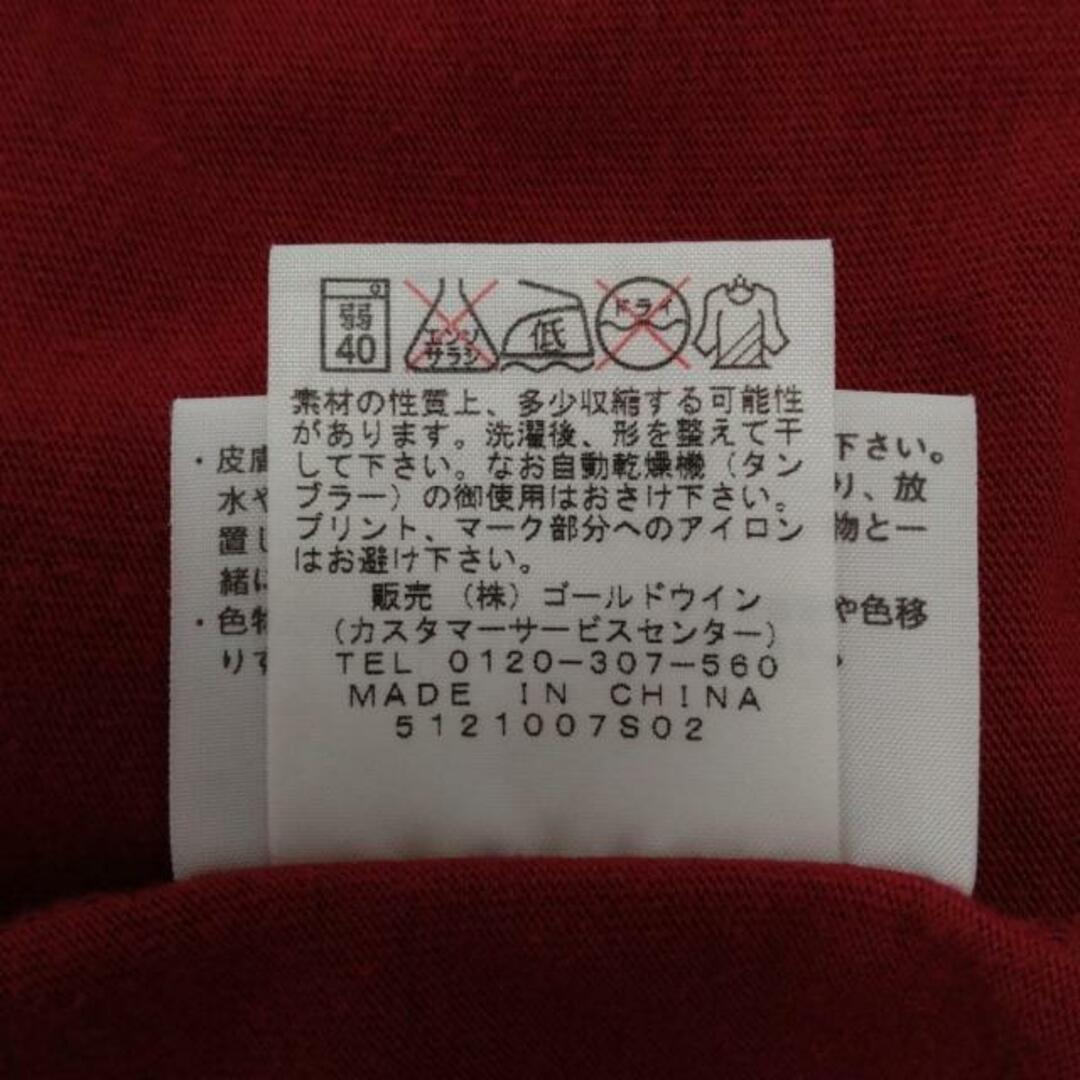 弱
40
エンソ
サラシ
低
ドライ
素材の性質上、多少収縮する可能性
があります。洗濯後、形を整えて干
して下さい。なお自動乾燥機（タン
ブラー）の御使用はおさけ下さい。
プリント、マーク部分へのアイロン
はお避け下さい。
販売（株）ゴールドウイン
（カスタマーサービスセンター）
TEL 0120-307-560
MADE IN CHINA
5121007S02
・皮膚
水や
置し
緒に
・色物
りす
下さい。
り、放
物と一
や色移